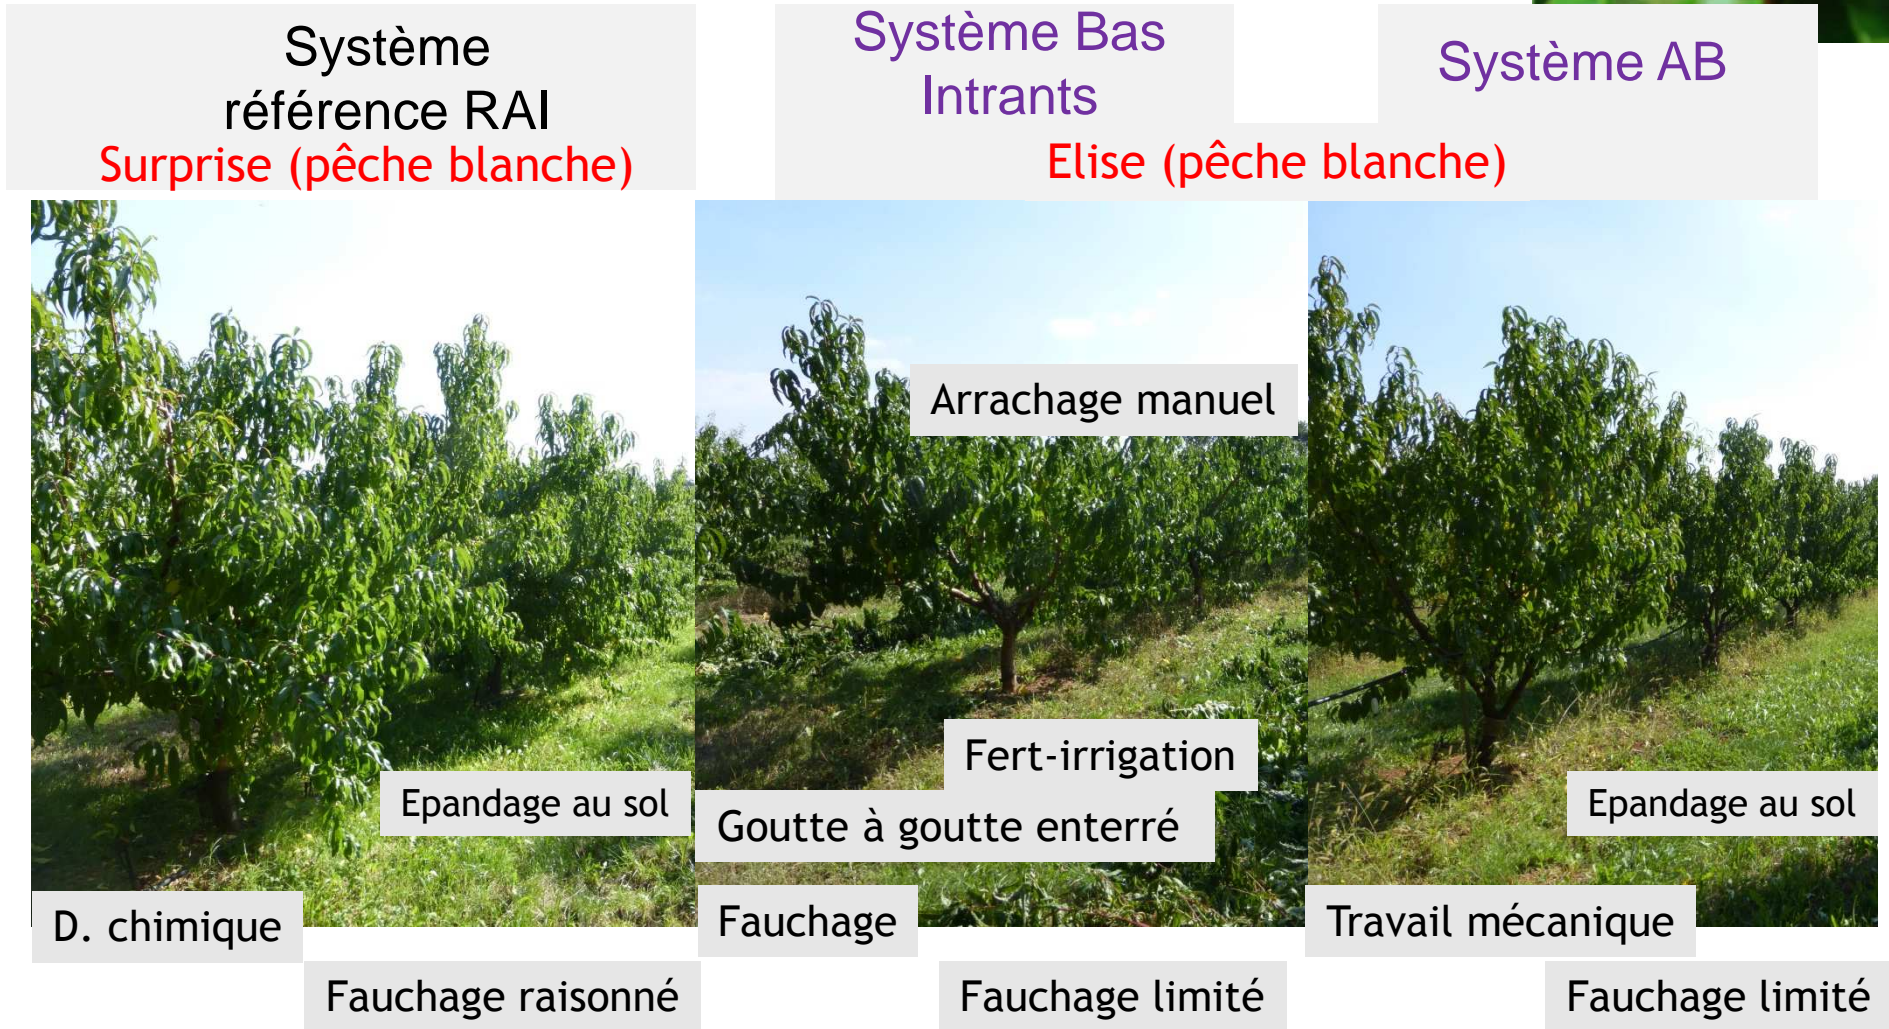 Système
référence RAI
Surprise (pêche blanche)
Système Bas
Intrants
Système AB
Elise (pêche blanche)
Epandage au sol
D. chimique
Fauchage raisonné
Arrachage manuel
Fert-irrigation
Goutte à goutte enterré
Fauchage
Fauchage limité
Epandage au sol
Travail mécanique
Fauchage limité